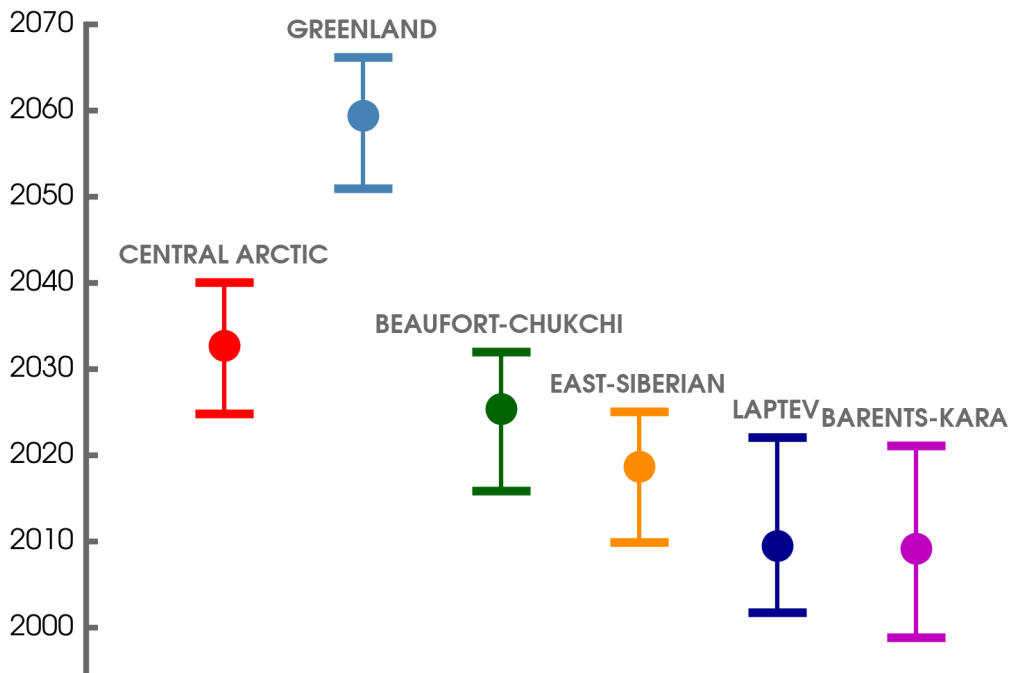 2070
GREENLAND
2060
2050
CENTRAL ARCTIC
2040
BEAUFORT-CHUKCHI
2030
EAST-SIBERIAN
LAPTEV
BARENTS-KARA
2020
2010
2000